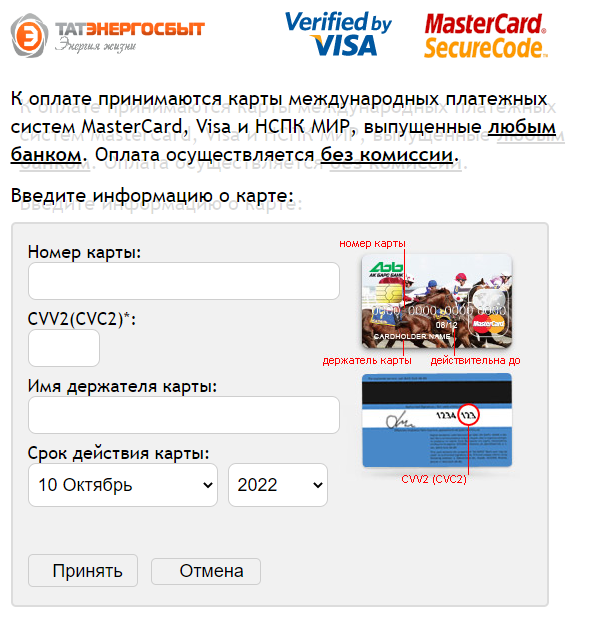 ТАТЭНЕРГОСБЫТ
Энергия жизни
Verified by
VISA
MasterCard.
SecureCode™
К оплате принимаются карты международных платежных
систем MasterCard, Visa и НСПК МИР, выпущенные любым
банком. Оплата осуществляется без комиссии.
Введите информацию о карте:
Номер карты:
CVV2(CVC2)*:
Имя держателя карты:
Срок действия карты:
10 Октябрь
2022
Принять
Отмена
номер карты
АК БАРС БАНК
0000 0000 0000 0000
06/12
CARDHOLDER NAME
MasterCard
держатель карты
действительна до
1234 123
CVV2 (CVC2)